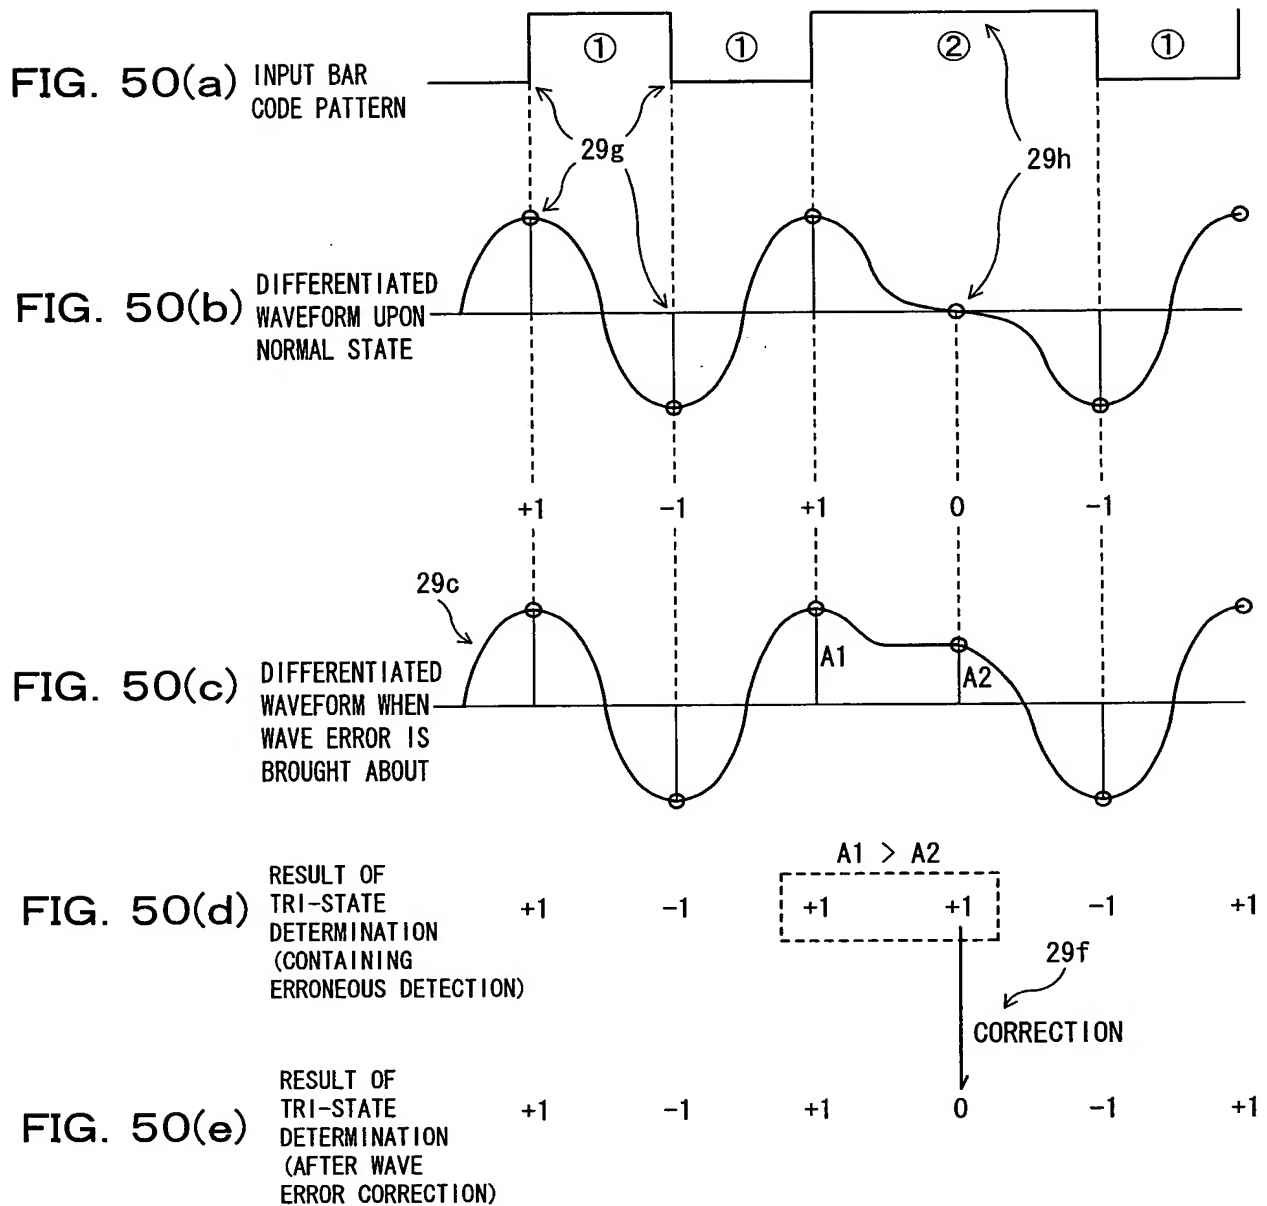 ① ① ② ①
FIG. 50(a) INPUT BAR
CODE PATTERN
29g
29h
FIG. 50(b) DIFFERENTIATED
WAVEFORM UPON
NORMAL STATE
+1 -1 +1 0 -1
29c
FIG. 50(c) DIFFERENTIATED
WAVEFORM WHEN
WAVE ERROR IS
BROUGHT ABOUT
A1
A2
A1 > A2
FIG. 50(d) RESULT OF
TRI-STATE
DETERMINATION
(CONTAINING
ERRONEOUS DETECTION)
+1 -1 +1 +1 -1 +1
29f
CORRECTION
FIG. 50(e) RESULT OF
TRI-STATE
DETERMINATION
(AFTER WAVE
ERROR CORRECTION)
+1 -1 +1 0 -1 +1